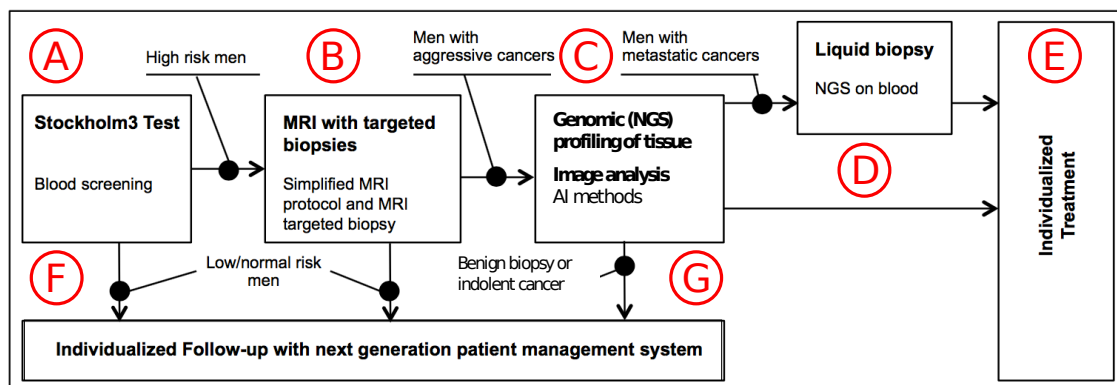 A
High risk men
B
Men with
aggressive cancers
C
Men with
metastatic cancers
Liquid biopsy
NGS on blood
E
Stockholm3 Test
Blood screening
MRI with targeted
biopsies
Simplified MRI
protocol and MRI
targeted biopsy
Genomic (NGS)
profiling of tissue
Image analysis
AI methods
D
Individualized
Treatment
F
Low/normal risk
men
Benign biopsy or
indolent cancer
G
Individualized Follow-up with next generation patient management system